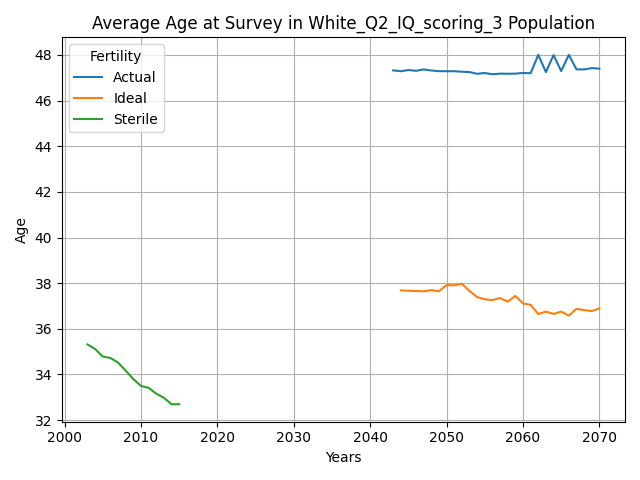 Average Age at Survey in White_Q2_IQ_scoring_3 Population
Fertility
Actual
Ideal
Sterile
Age
48
46
44
42
40
38
36
34
32
2000 2010 2020 2030 2040 2050 2060 2070
Years